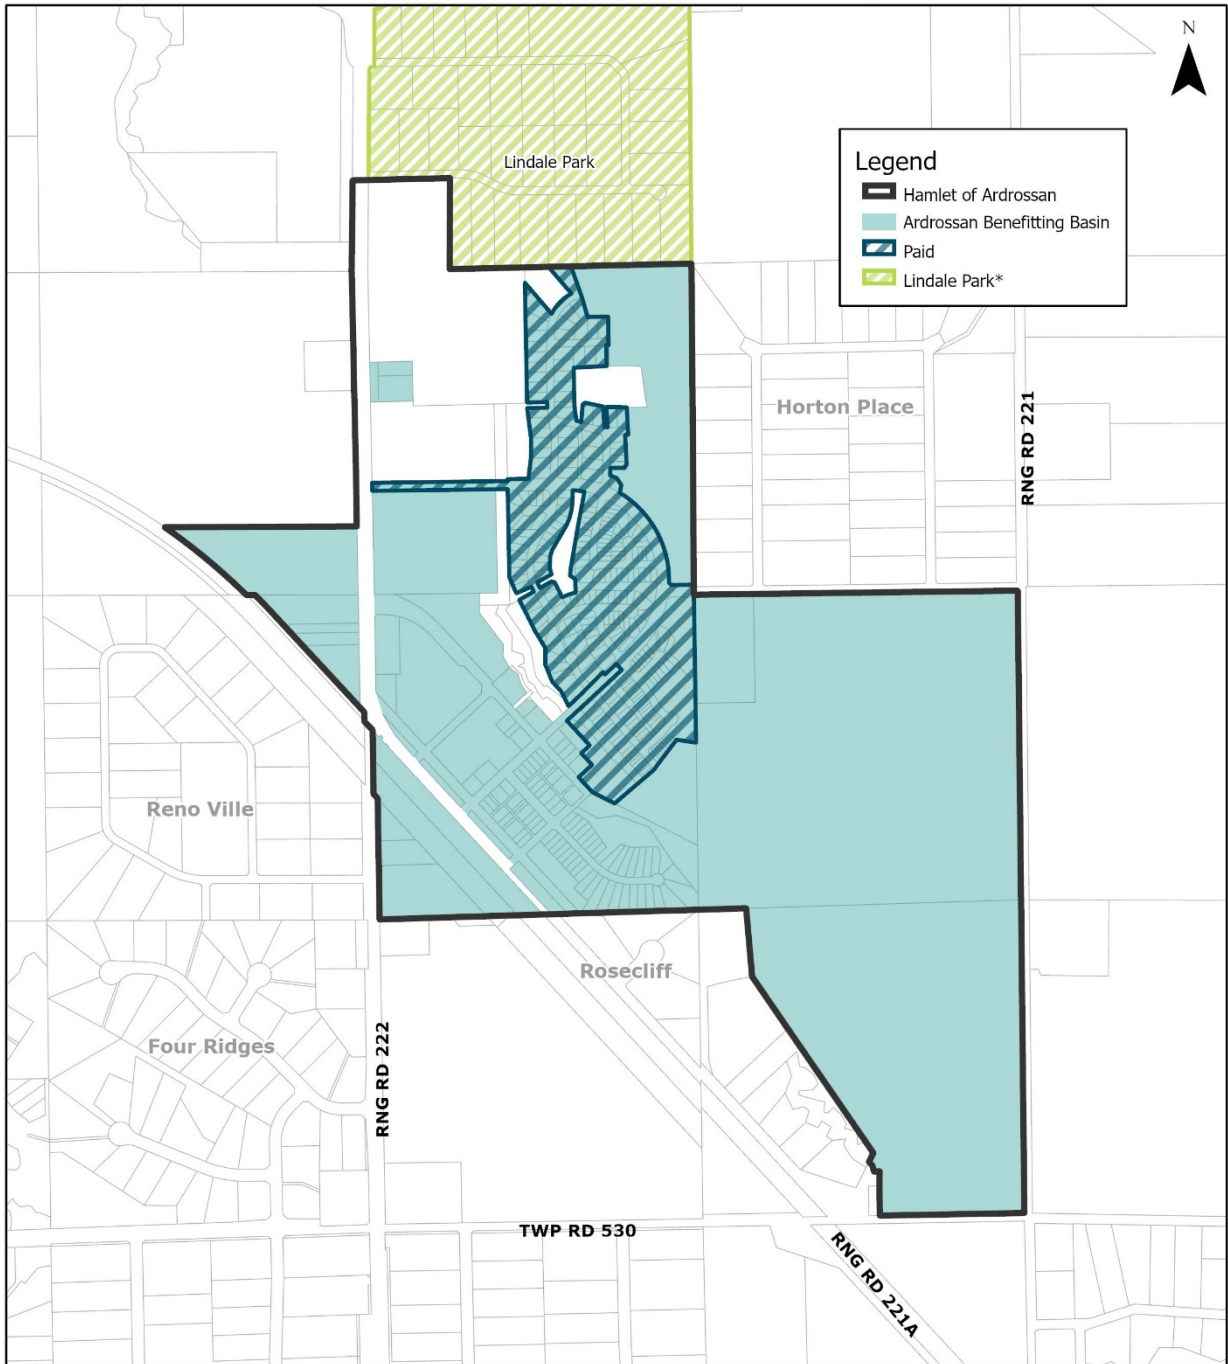 N
Lindale Park
Legend
Hamlet of Ardrossan
Ardrossan Benefitting Basin
Paid
Lindale Park*
Horton Place
RNG RD 221
Reno Ville
Rosecliff
Four Ridges
RNG RD 222
TWP RD 530
RNG RD 221A